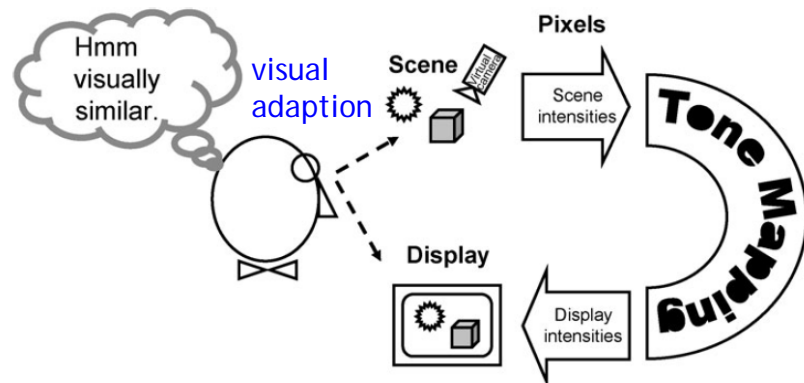 Hmm
visually
similar.
visual
adaption
Scene
Virtual
camera
Pixels
Scene
intensities
Tone Mapping
Display
Display
intensities